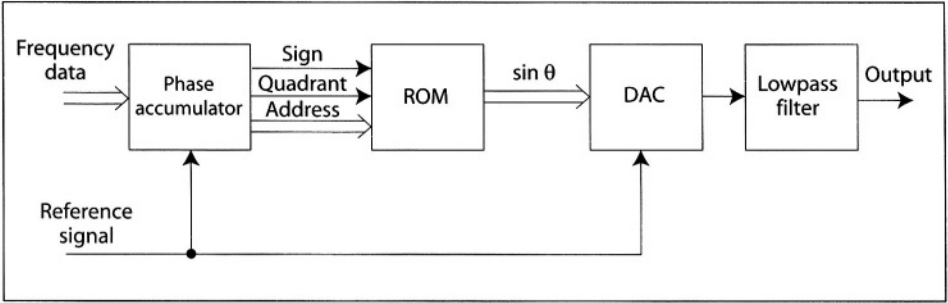 Frequency
data
Phase
accumulator
Sign
Quadrant
Address
ROM
sin θ
DAC
Lowpass
filter
Output
Reference
signal